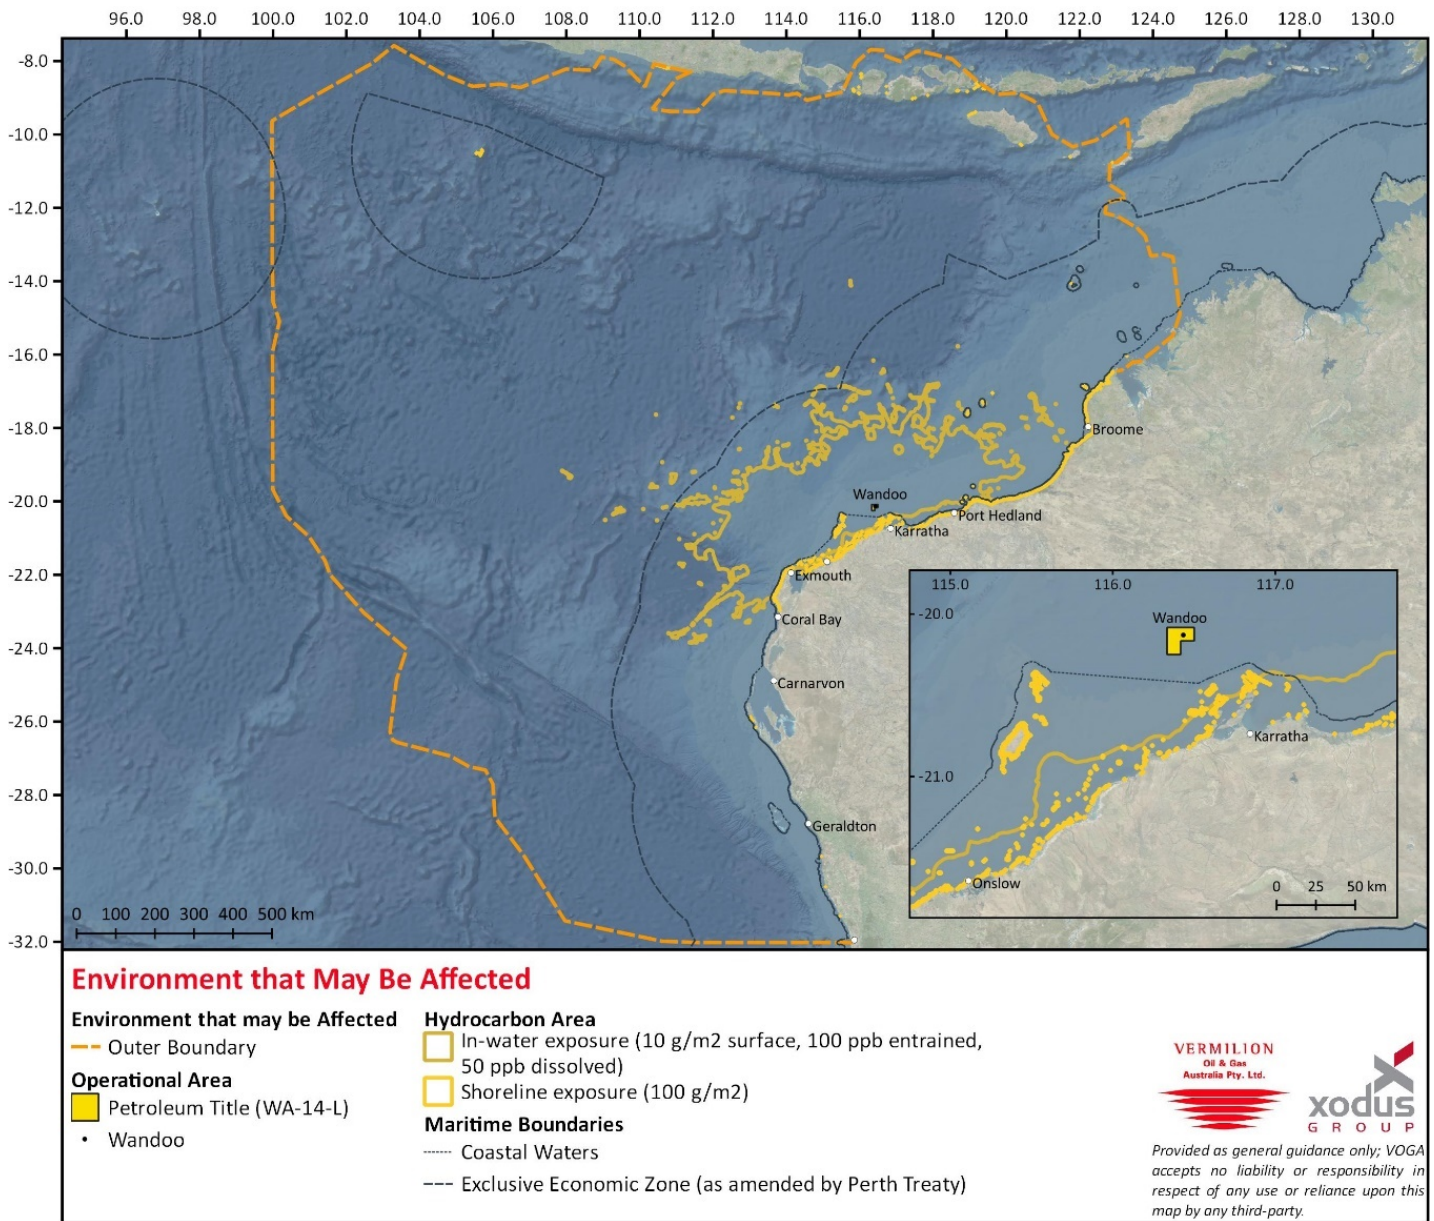 96.0 98.0 100.0 102.0 104.0 106.0 108.0 110.0 112.0 114.0 116.0 118.0 120.0 122.0 124.0 126.0 128.0 130.0
-8.0
-10.0
-12.0
-14.0
-16.0
-18.0
-20.0
-22.0
-24.0
-26.0
-28.0
-30.0
-32.0
Broome
Wandoo
Port Hedland
Karratha
Exmouth
Coral Bay
Carnarvon
Geraldton
0 100 200 300 400 500 km
115.0 116.0 117.0
-20.0
-21.0
Wandoo
Karratha
Onslow
0 25 50 km
Environment that May Be Affected
Environment that may be Affected
Outer Boundary
Operational Area
Petroleum Title (WA-14-L)
Wandoo
Hydrocarbon Area
In-water exposure (10 g/m2 surface, 100 ppb entrained,
50 ppb dissolved)
Shoreline exposure (100 g/m2)
Maritime Boundaries
Coastal Waters
Exclusive Economic Zone (as amended by Perth Treaty)
VERMILION
Oil & Gas
Australia Pty. Ltd.
xodus
GROUP
Provided as general guidance only; VOGA
accepts no liability or responsibility in
respect of any use or reliance upon this
map by any third-party.